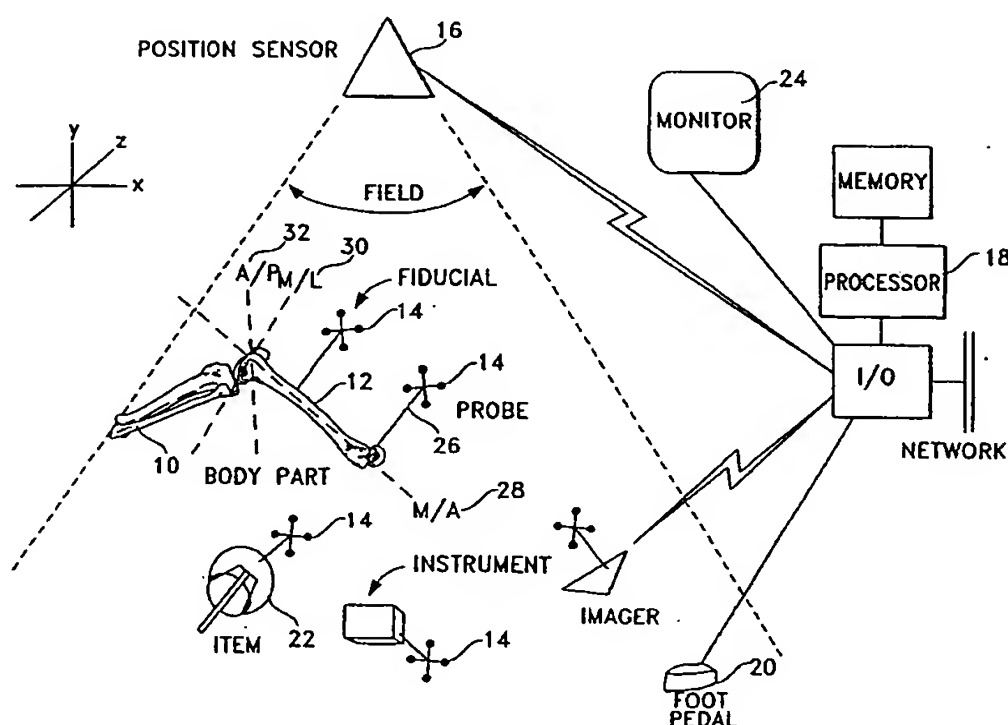 POSITION SENSOR
16
24
MONITOR
MEMORY
PROCESSOR
18
I/O
NETWORK
y
z
x
FIELD
32
30
A/P
M/L
FIDUCIAL
14
12
14
PROBE
26
10
BODY PART
M/A
28
14
INSTRUMENT
22
ITEM
14
IMAGER
20
FOOT
PEDAL